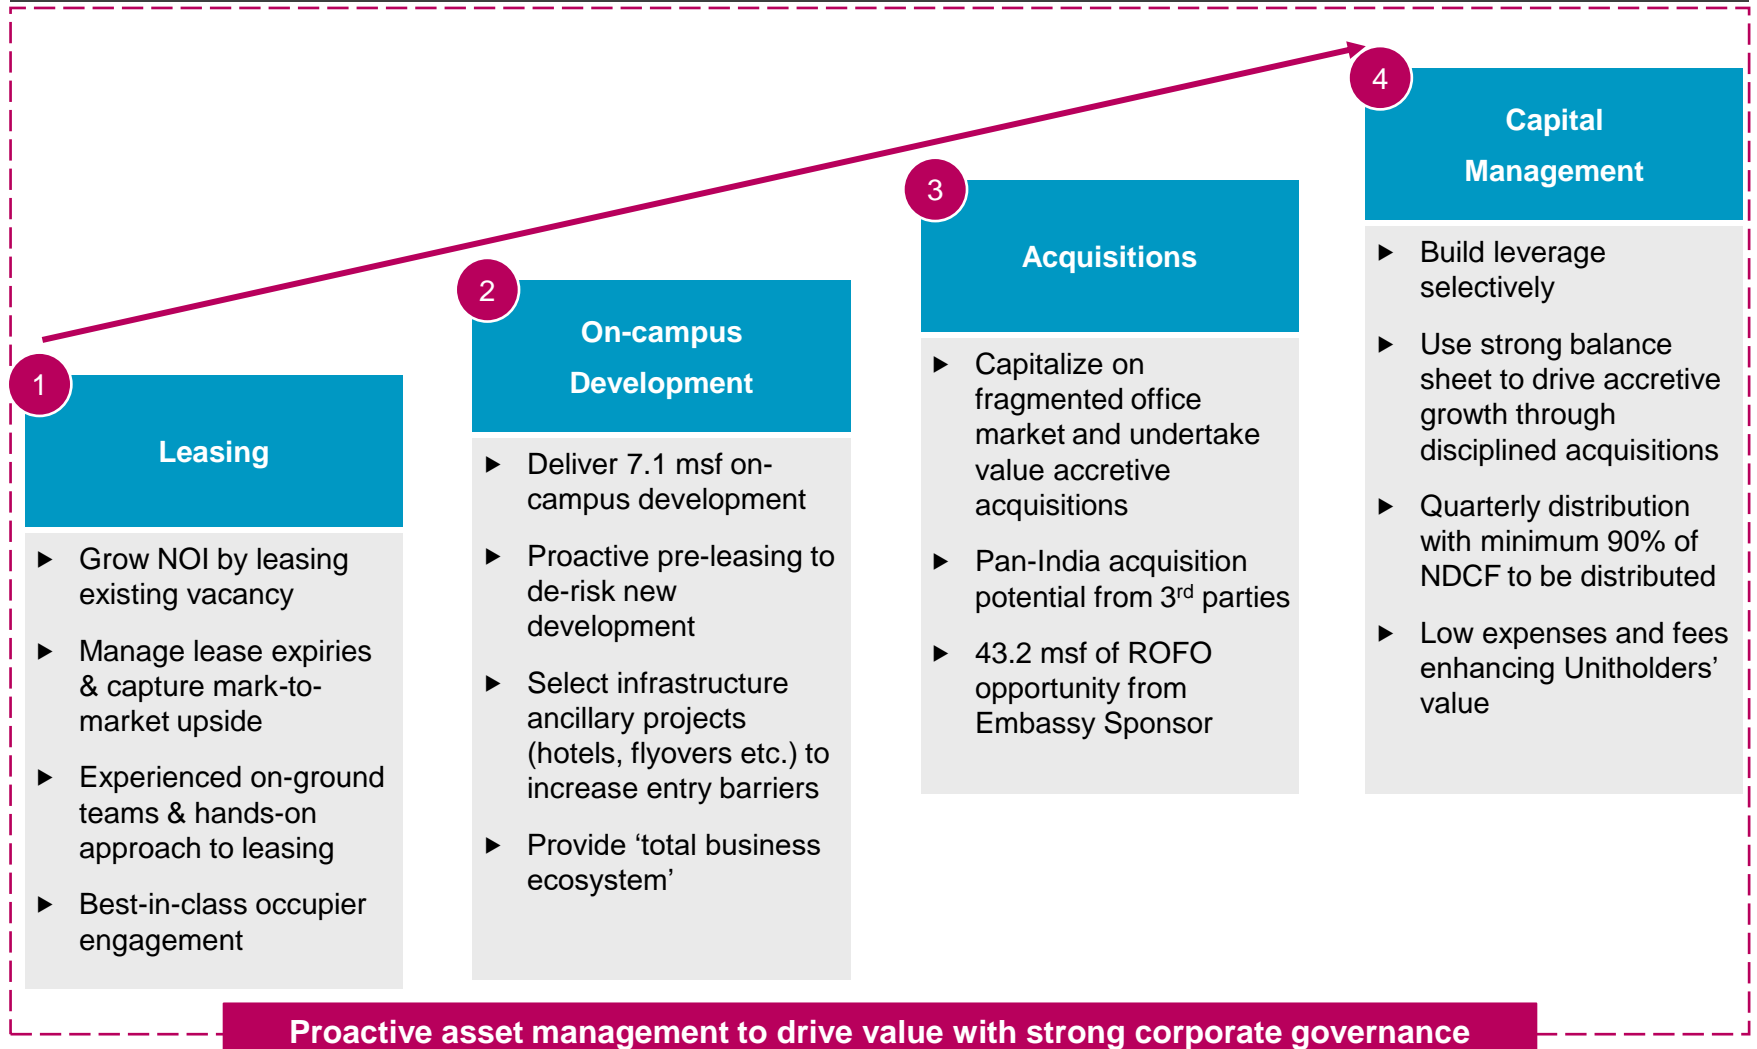 1
Leasing
▶ Grow NOI by leasing
existing vacancy
▶ Manage lease expiries
& capture mark-to-
market upside
▶ Experienced on-ground
teams & hands-on
approach to leasing
▶ Best-in-class occupier
engagement
2
On-campus
Development
▶ Deliver 7.1 msf on-
campus development
▶ Proactive pre-leasing to
de-risk new
development
▶ Select infrastructure
ancillary projects
(hotels, flyovers etc.) to
increase entry barriers
▶ Provide ‘total business
ecosystem’
3
Acquisitions
▶ Capitalize on
fragmented office
market and undertake
value accretive
acquisitions
▶ Pan-India acquisition
potential from 3rd parties
▶ 43.2 msf of ROFO
opportunity from
Embassy Sponsor
4
Capital
Management
▶ Build leverage
selectively
▶ Use strong balance
sheet to drive accretive
growth through
disciplined acquisitions
▶ Quarterly distribution
with minimum 90% of
NDCF to be distributed
▶ Low expenses and fees
enhancing Unitholders’
value
Proactive asset management to drive value with strong corporate governance